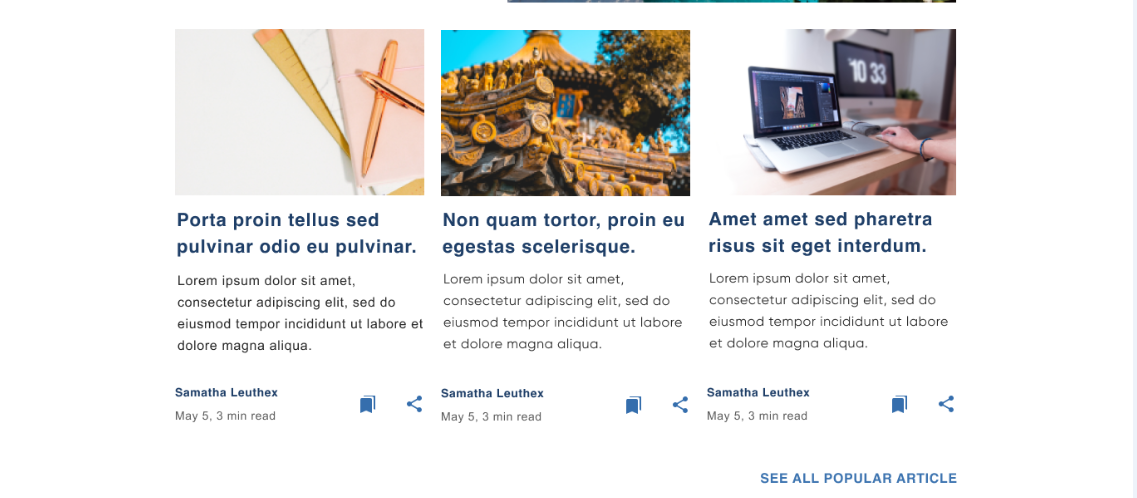 10 33
Porta proin tellus sed
pulvinar odio eu pulvinar.
Lorem ipsum dolor sit amet,
consectetur adipiscing elit, sed do
eiusmod tempor incididunt ut labore et
dolore magna aliqua.
Samatha Leuthex
May 5, 3 min read
Non quam tortor, proin eu
egestas scelerisque.
Lorem ipsum dolor sit amet,
consectetur adipiscing elit, sed do
eiusmod tempor incididunt ut labore
et dolore magna aliqua.
Samatha Leuthex
May 5, 3 min read
Amet amet sed pharetra
risus sit eget interdum.
Lorem ipsum dolor sit amet,
consectetur adipiscing elit, sed do
eiusmod tempor incididunt ut labore
et dolore magna aliqua.
Samatha Leuthex
May 5, 3 min read
SEE ALL POPULAR ARTICLE